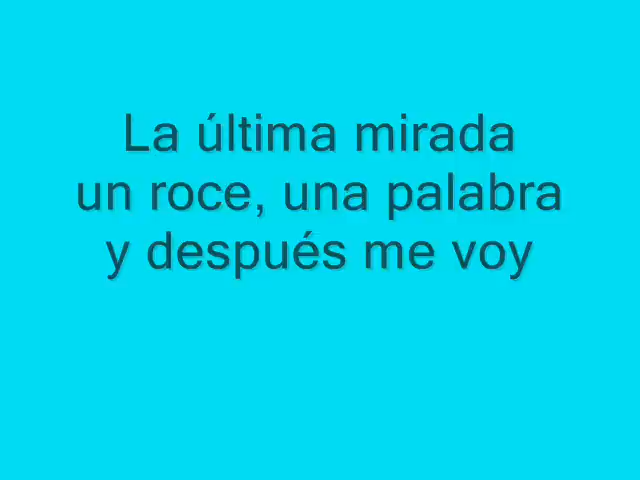 La última mirada
un roce, una palabra
y después me voy